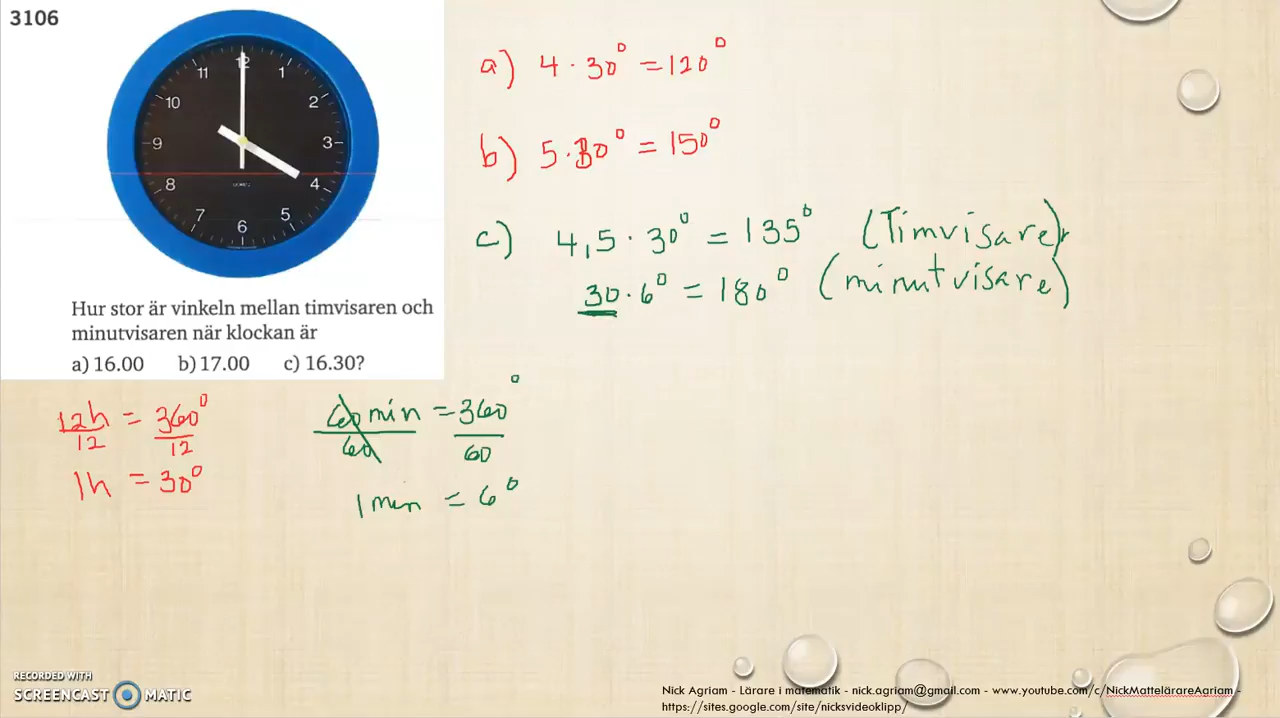 3106
12
11 1
10 2
9 3
8 4
7 5
6
Hur stor är vinkeln mellan timvisaren och
minutvisaren när klockan är
a) 16.00 b) 17.00 c) 16.30?
a) 4 · 30° = 120°
b) 5 · 30° = 150°
c) 4,5 · 30° = 135° (Timvisare)
30 · 6° = 180° (minutvisare)
12h = 360°
12 12
1h = 30°
60 min = 360°
60 60
1 min = 6°
RECORDED WITH
SCREENCAST MATIC
Nick Agriam - Lärare i matematik - nick.agriam@gmail.com - www.youtube.com/c/NickMattelärareAgriam -
https://sites.google.com/site/nicksvideoklipp/